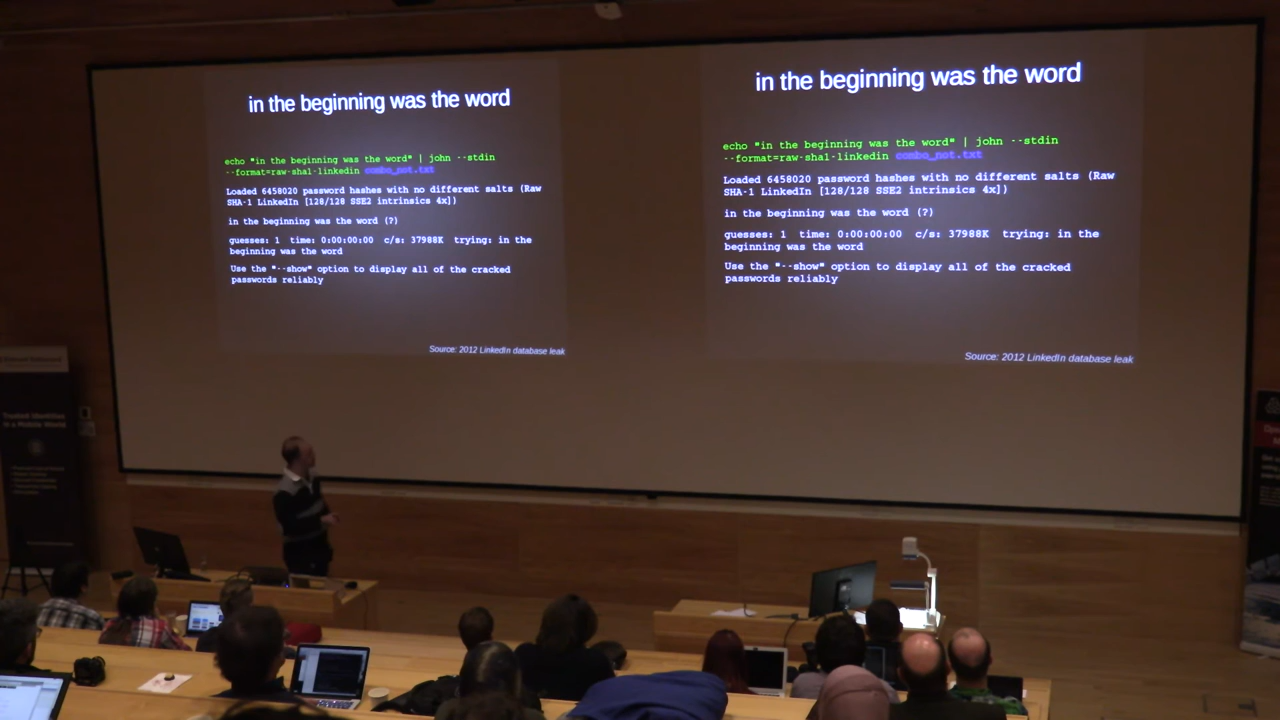 in the beginning was the word
echo "in the beginning was the word" | john --stdin
--format=raw-sha1-linkedin combo_not.txt
Loaded 6458020 password hashes with no different salts (Raw
SHA-1 LinkedIn [128/128 SSE2 intrinsics 4x])
in the beginning was the word (?)
guesses: 1  time: 0:00:00:00  c/s: 37988K  trying: in the
beginning was the word
Use the "--show" option to display all of the cracked
passwords reliably
Source: 2012 LinkedIn database leak
in the beginning was the word
echo "in the beginning was the word" | john --stdin
--format=raw-sha1-linkedin combo_not.txt
Loaded 6458020 password hashes with no different salts (Raw
SHA-1 LinkedIn [128/128 SSE2 intrinsics 4x])
in the beginning was the word (?)
guesses: 1  time: 0:00:00:00  c/s: 37988K  trying: in the
beginning was the word
Use the "--show" option to display all of the cracked
passwords reliably
Source: 2012 LinkedIn database leak
Trusted Identities
in a Mobile World